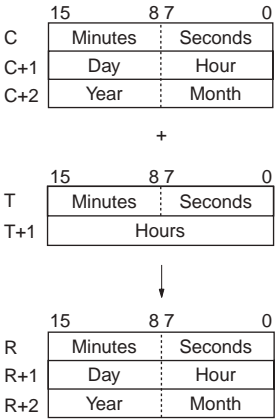 15 8 7 0
C Minutes Seconds
C+1 Day Hour
C+2 Year Month
+
15 8 7 0
T Minutes Seconds
T+1 Hours
15 8 7 0
R Minutes Seconds
R+1 Day Hour
R+2 Year Month